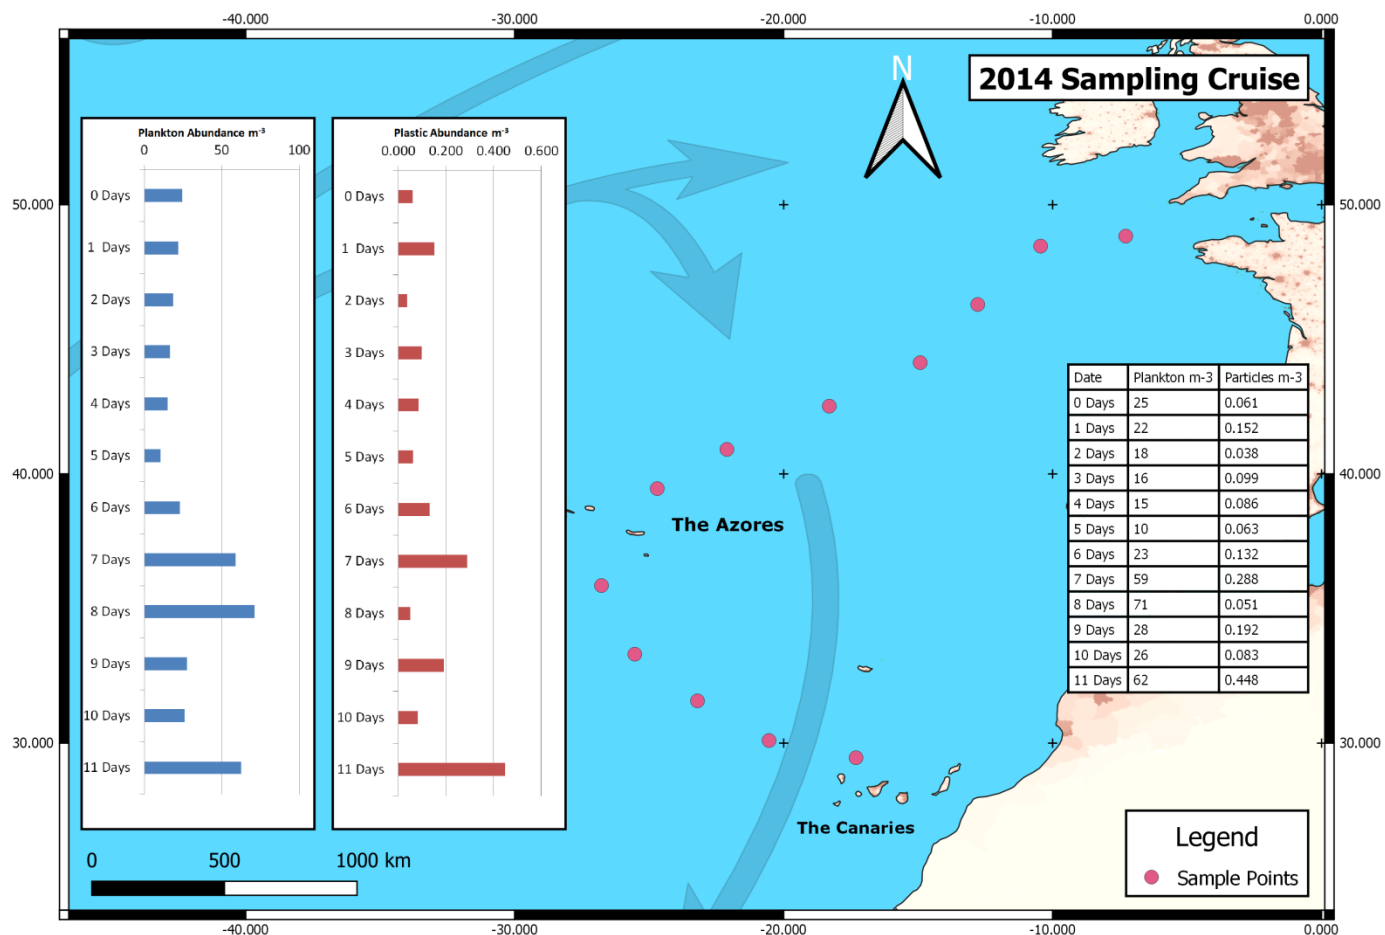 -40.000 -30.000 -20.000 -10.000 0.000
N
2014 Sampling Cruise
Plankton Abundance m-3
0 50 100
0 Days
1 Days
2 Days
3 Days
4 Days
5 Days
6 Days
7 Days
8 Days
9 Days
10 Days
11 Days
Plastic Abundance m-3
0.000 0.200 0.400 0.600
0 Days
1 Days
2 Days
3 Days
4 Days
5 Days
6 Days
7 Days
8 Days
9 Days
10 Days
11 Days
50.000 50.000
40.000 40.000
30.000 30.000
The Azores
The Canaries
Date Plankton m-3 Particles m-3
0 Days 25 0.061
1 Days 22 0.152
2 Days 18 0.038
3 Days 16 0.099
4 Days 15 0.086
5 Days 10 0.063
6 Days 23 0.132
7 Days 59 0.288
8 Days 71 0.051
9 Days 28 0.192
10 Days 26 0.083
11 Days 62 0.448
Legend
Sample Points
0 500 1000 km
-40.000 -30.000 -20.000 -10.000 0.000